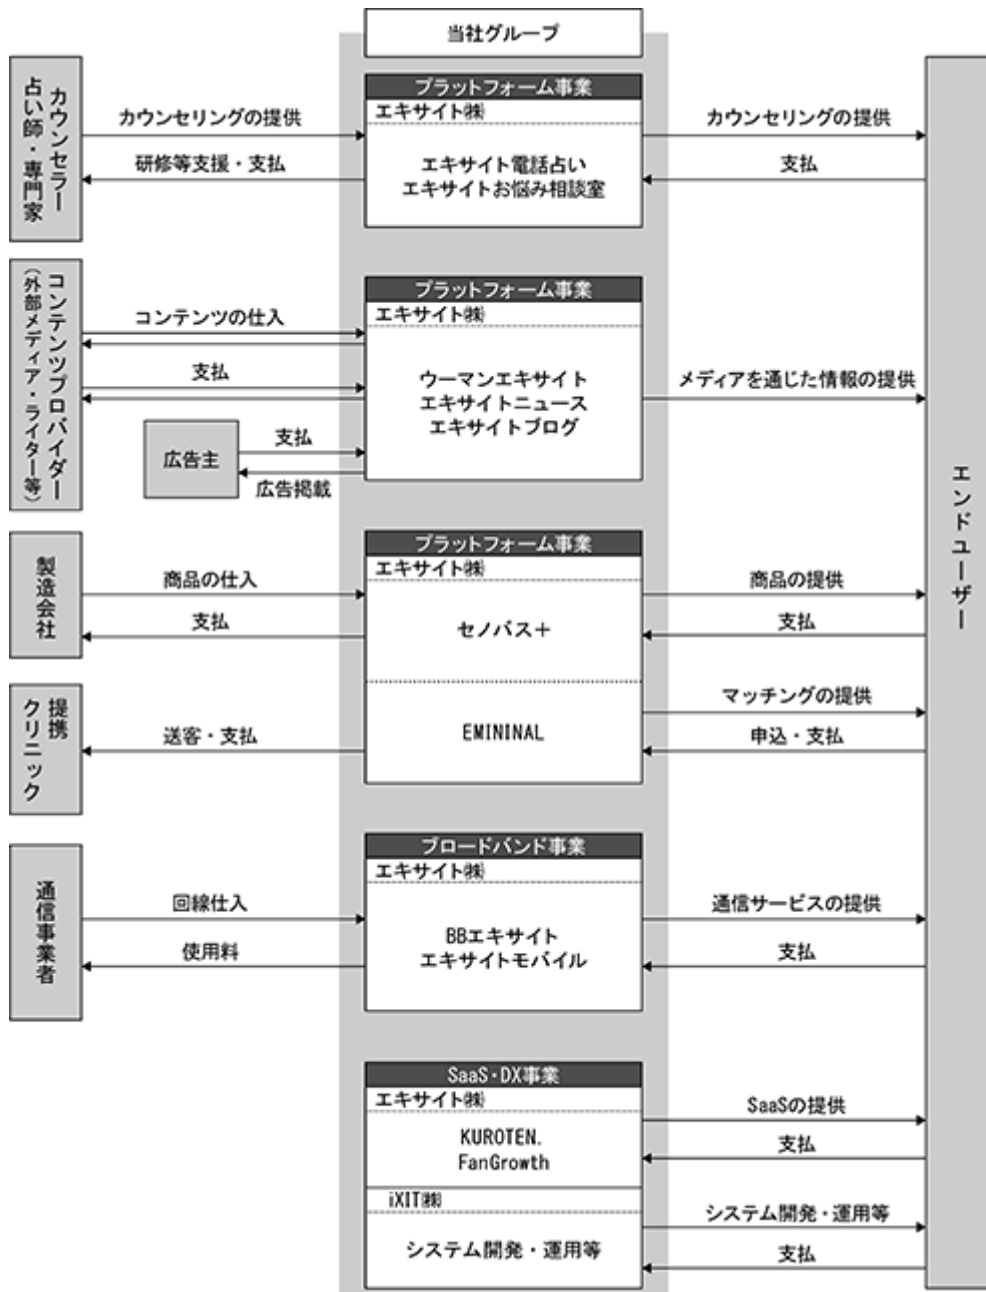 当社グループ
カウンセラー
占い師・専門家
カウンセリングの提供
研修等支援・支払
プラットフォーム事業
エキサイト㈱
エキサイト電話占い
エキサイトお悩み相談室
カウンセリングの提供
支払
コンテンツプロバイダー
（外部メディア・ライター等）
コンテンツの仕入
支払
広告主
支払
広告掲載
プラットフォーム事業
エキサイト㈱
ウーマンエキサイト
エキサイトニュース
エキサイトブログ
メディアを通じた情報の提供
エンドユーザー
製造会社
商品の仕入
支払
プラットフォーム事業
エキサイト㈱
セノバス＋
商品の提供
支払
提携
クリニック
送客・支払
EMININAL
マッチングの提供
申込・支払
通信事業者
回線仕入
使用料
ブロードバンド事業
エキサイト㈱
BBエキサイト
エキサイトモバイル
通信サービスの提供
支払
SaaS・DX事業
エキサイト㈱
KUROTEN.
FanGrowth
SaaSの提供
支払
iXIT㈱
システム開発・運用等
システム開発・運用等
支払